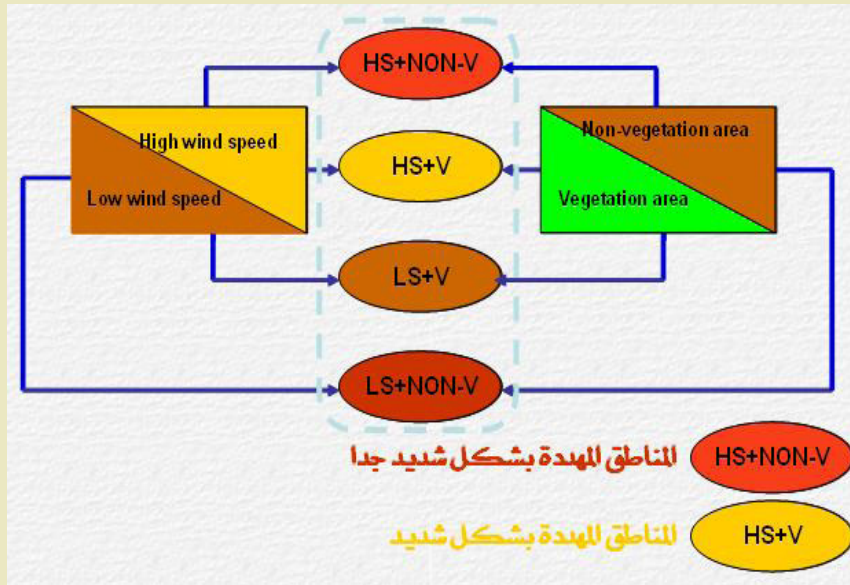 HS+NON-V
High wind speed
Non-vegetation area
HS+V
Low wind speed
Vegetation area
LS+V
LS+NON-V
المناطق المهددة بشكل شديد جدا
HS+NON-V
المناطق المهددة بشكل شديد
HS+V